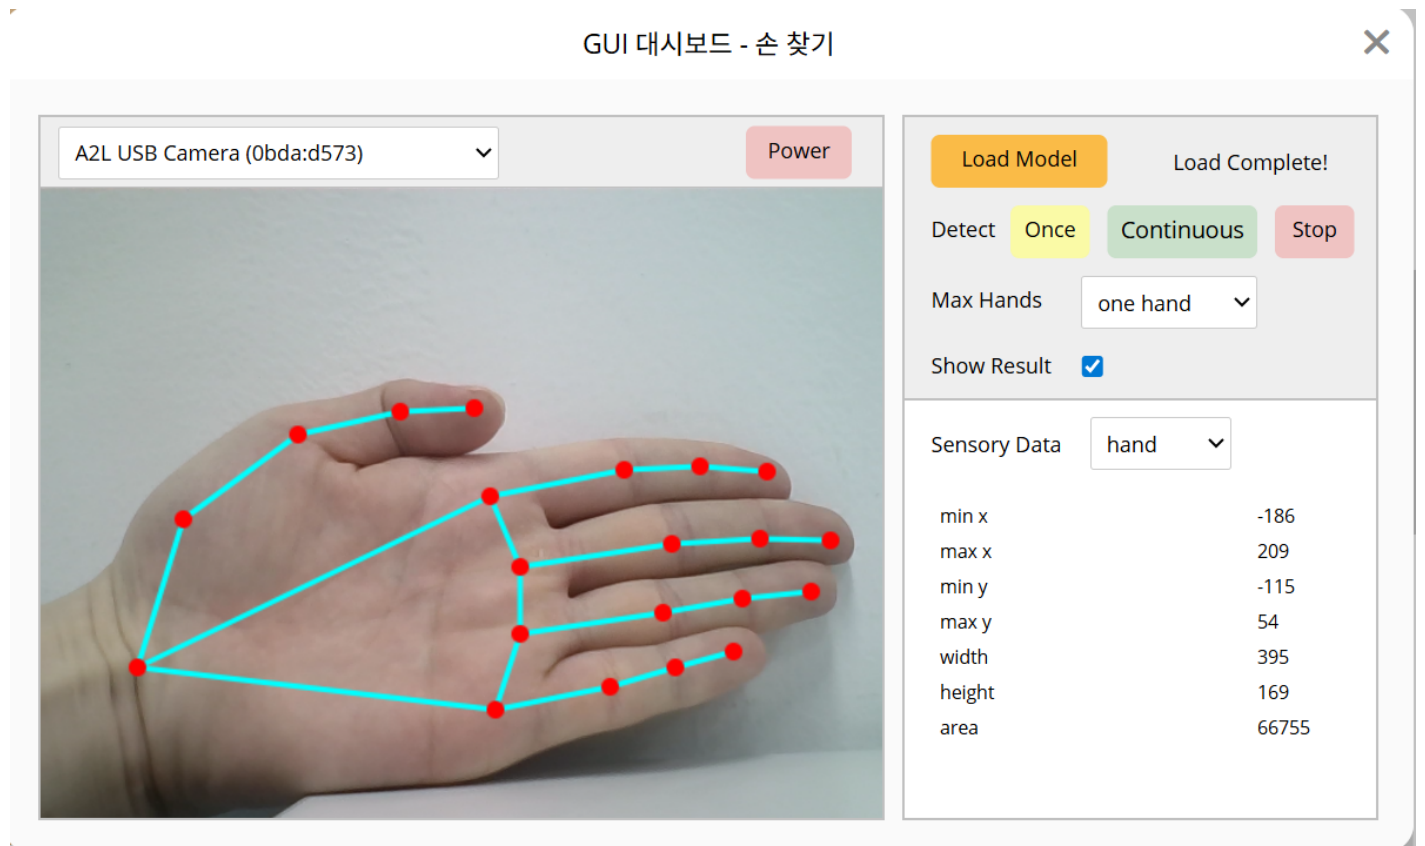 GUI 대시보드 - 손 찾기
A2L USB Camera (0bda:d573)
Power
Load Model
Load Complete!
Detect Once Continuous Stop
Max Hands one hand
Show Result
Sensory Data hand
min x -186
max x 209
min y -115
max y 54
width 395
height 169
area 66755